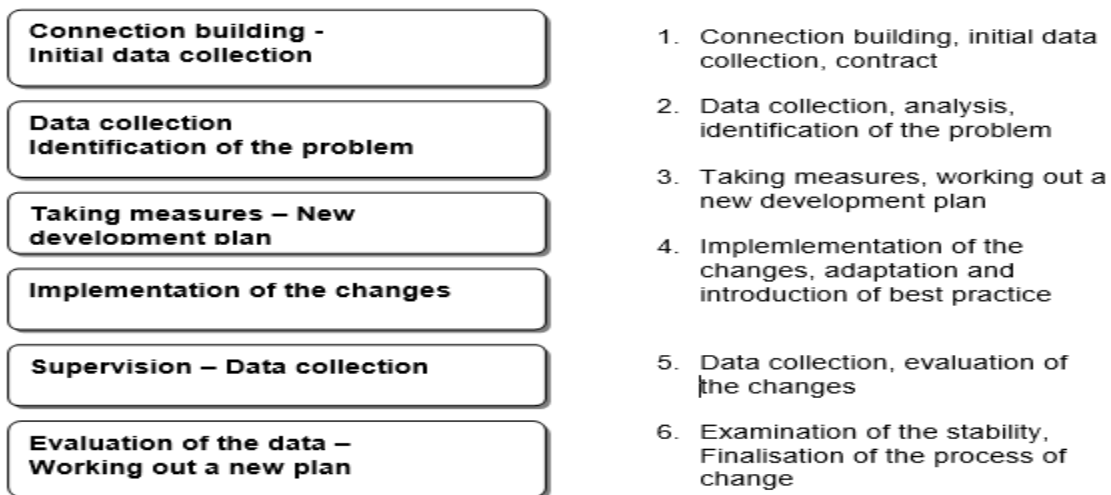 Connection building -
Initial data collection
Data collection
Identification of the problem
Taking measures – New
development plan
Implementation of the changes
Supervision – Data collection
Evaluation of the data –
Working out a new plan
1. Connection building, initial data
collection, contract
2. Data collection, analysis,
identification of the problem
3. Taking measures, working out a
new development plan
4. Implemlementation of the
changes, adaptation and
introduction of best practice
5. Data collection, evaluation of
the changes
6. Examination of the stability,
Finalisation of the process of
change